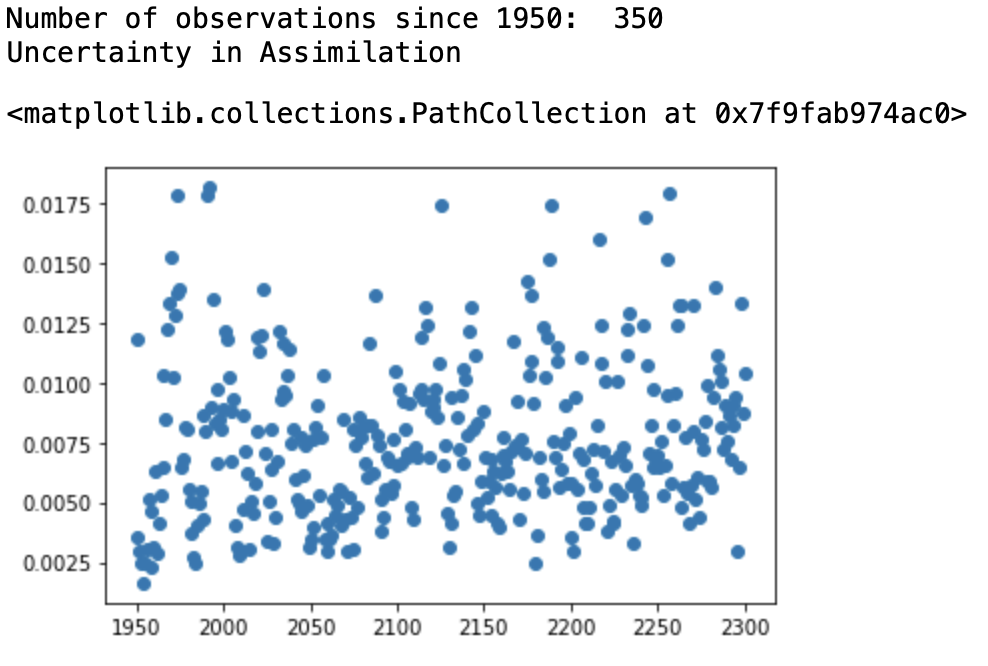 Number of observations since 1950:  350
Uncertainty in Assimilation
<matplotlib.collections.PathCollection at 0x7f9fab974ac0>
0.0175
0.0150
0.0125
0.0100
0.0075
0.0050
0.0025
1950 2000 2050 2100 2150 2200 2250 2300